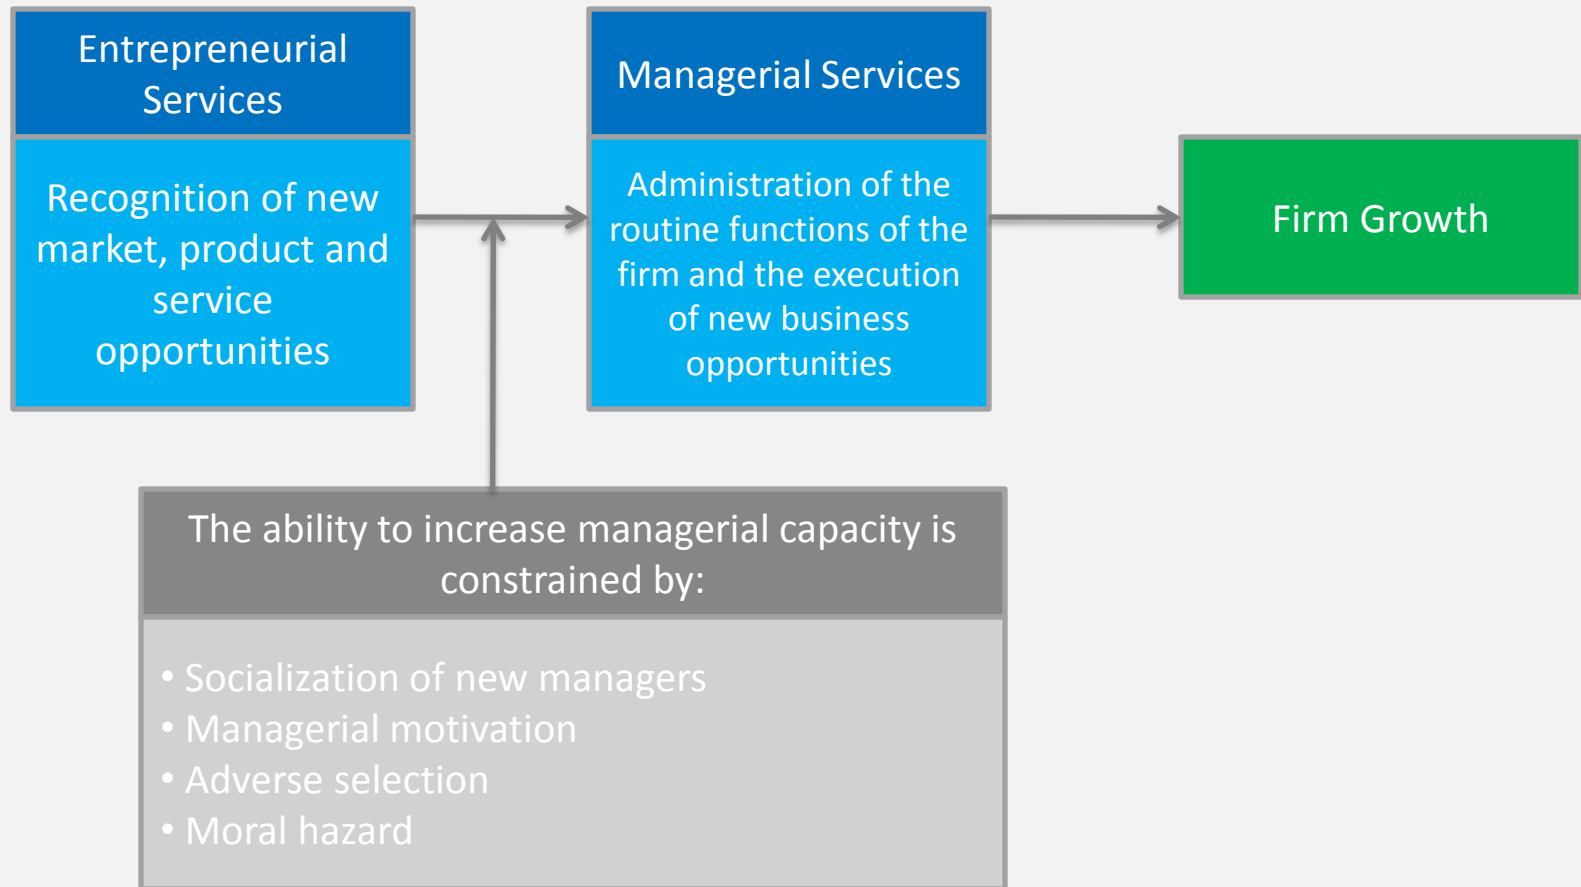 Entrepreneurial
Services
Recognition of new
market, product and
service
opportunities
Managerial Services
Administration of the
routine functions of the
firm and the execution
of new business
opportunities
Firm Growth
The ability to increase managerial capacity is
constrained by:
• Socialization of new managers
• Managerial motivation
• Adverse selection
• Moral hazard